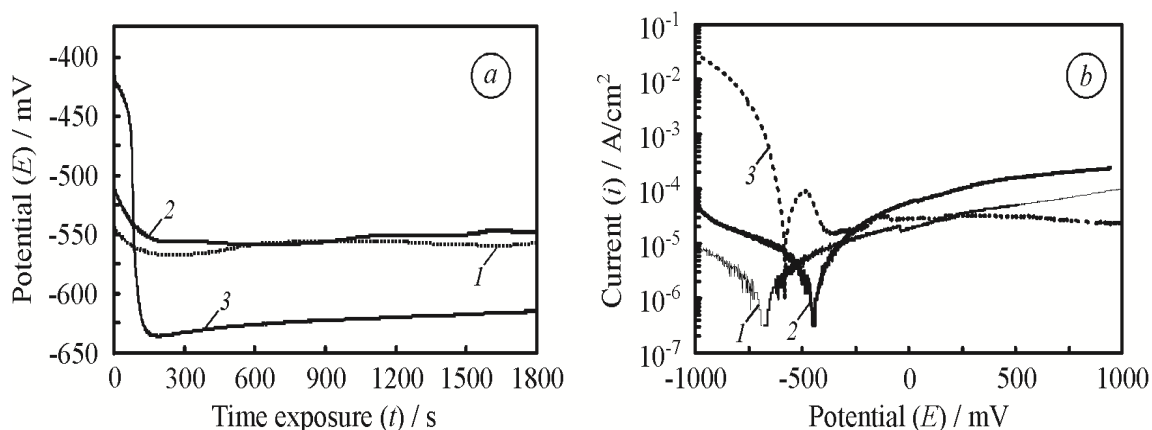 a
Potential (E) / mV
-400
-450
-500
-550
-600
-650
2
1
3
0 300 600 900 1200 1500 1800
Time exposure (t) / s
b
Current (i) / A/cm²
10⁻¹
10⁻²
10⁻³
10⁻⁴
10⁻⁵
10⁻⁶
10⁻⁷
3
1
2
-1000 -500 0 500 1000
Potential (E) / mV